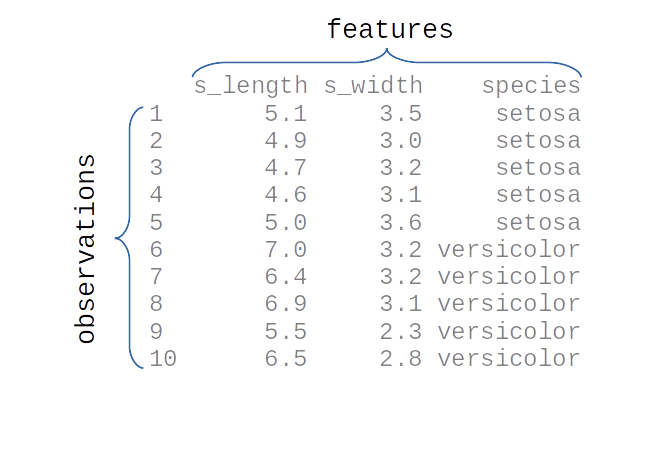 features
s_length s_width species
1 5.1 3.5 setosa
2 4.9 3.0 setosa
3 4.7 3.2 setosa
4 4.6 3.1 setosa
5 5.0 3.6 setosa
6 7.0 3.2 versicolor
7 6.4 3.2 versicolor
8 6.9 3.1 versicolor
9 5.5 2.3 versicolor
10 6.5 2.8 versicolor
observations